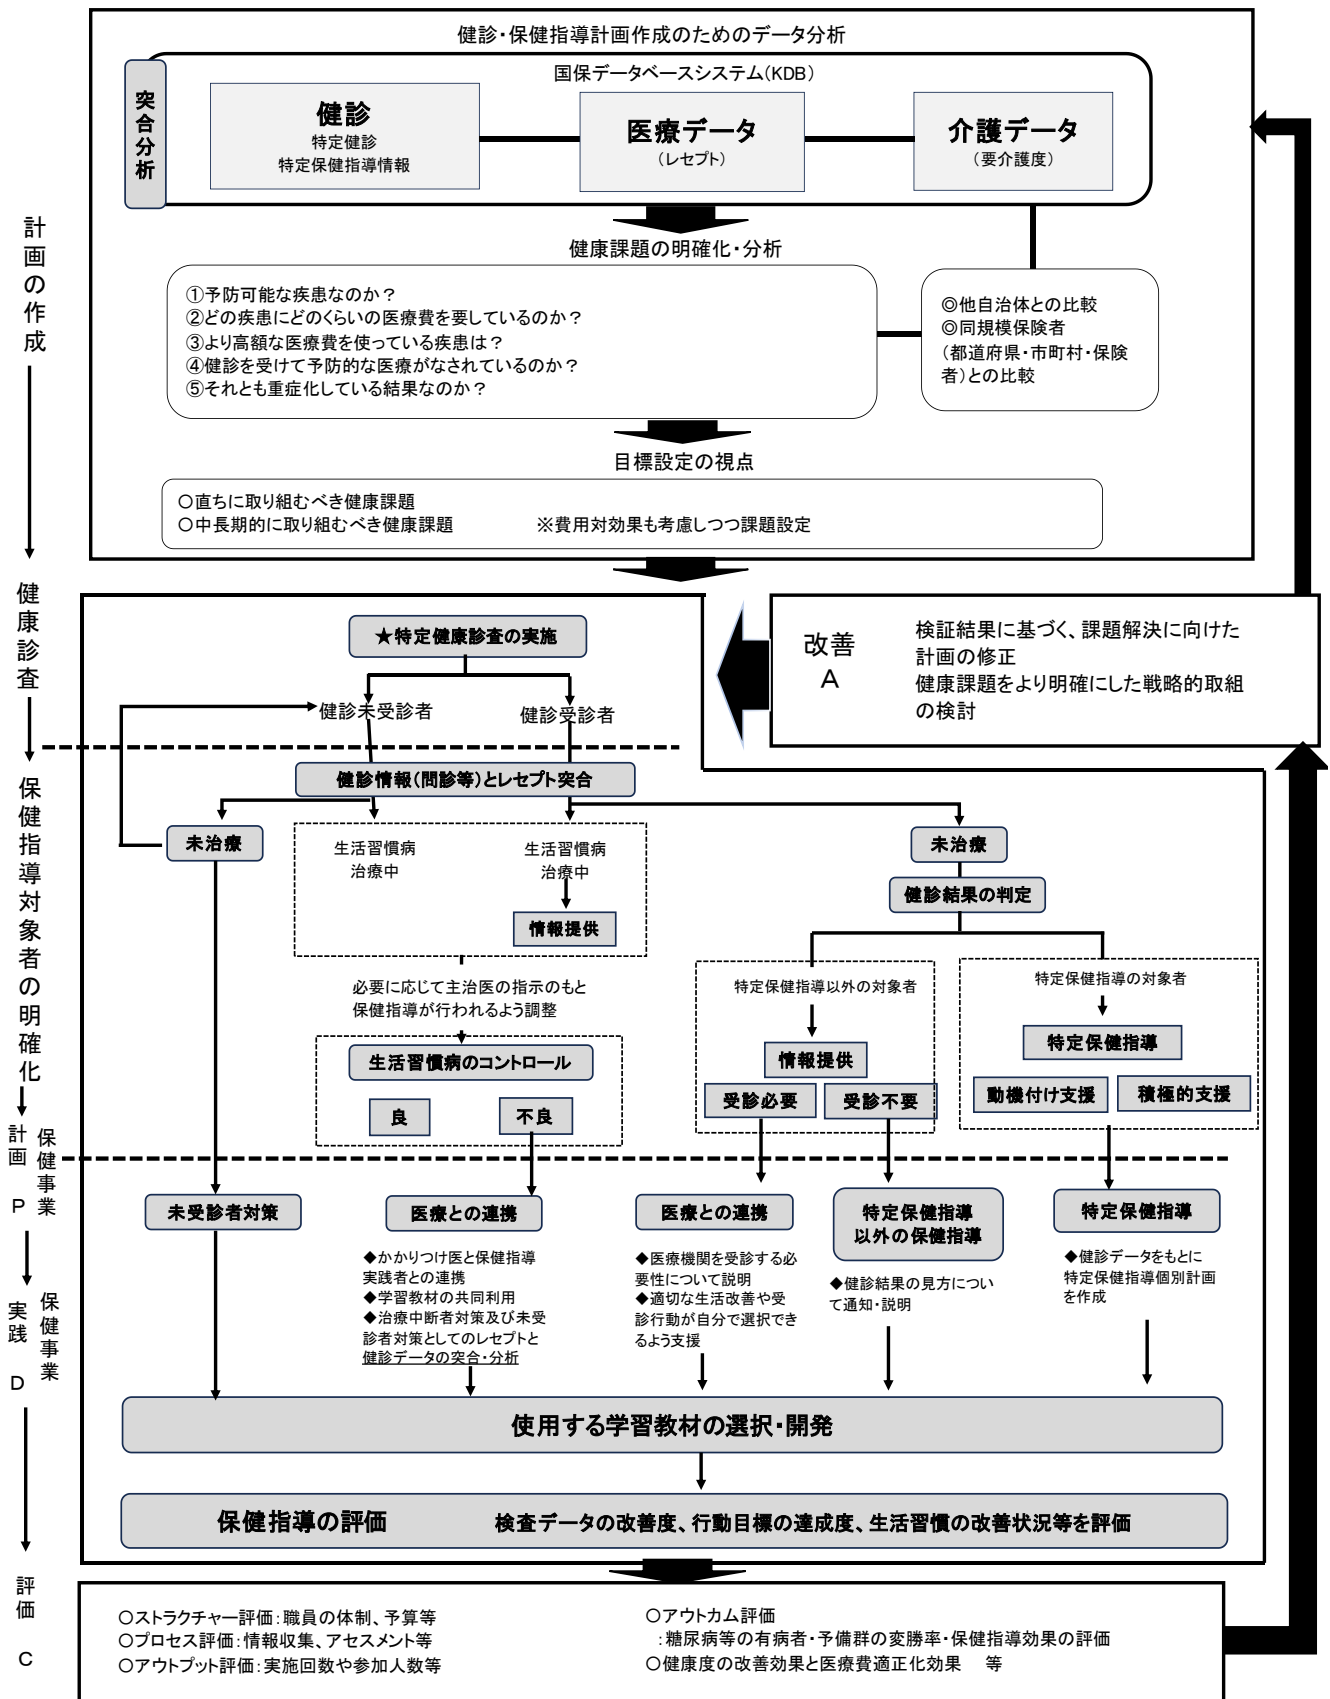 健診・保健指導計画作成のためのデータ分析
国保データベースシステム（KDB）
突合分析
健診
特定健診
特定保健指導情報
医療データ
（レセプト）
介護データ
（要介護度）
計画の作成
健康課題の明確化・分析
①予防可能な疾患なのか？
②どの疾患にどのくらいの医療費を要しているのか？
③より高額な医療費を使っている疾患は？
④健診を受けて予防的な医療がなされているのか？
⑤それとも重症化している結果なのか？
◎他自治体との比較
◎同規模保険者
（都道府県・市町村・保険
者）との比較
目標設定の視点
○直ちに取り組むべき健康課題
○中長期的に取り組むべき健康課題　　　※費用対効果も考慮しつつ課題設定
健康診査
★特定健康診査の実施
健診未受診者
健診受診者
改善
A
検証結果に基づく、課題解決に向けた
計画の修正
健康課題をより明確にした戦略的取組
の検討
保健指導対象者の明確化
健診情報（問診等）とレセプト突合
未治療
生活習慣病
治療中
生活習慣病
治療中
情報提供
未治療
健診結果の判定
必要に応じて主治医の指示のもと
保健指導が行われるよう調整
生活習慣病のコントロール
良
不良
特定保健指導以外の対象者
情報提供
受診必要
受診不要
特定保健指導の対象者
特定保健指導
動機付け支援
積極的支援
保健事業
計画 P
未受診者対策
医療との連携
◆かかりつけ医と保健指導
実践者との連携
◆学習教材の共同利用
◆治療中断者対策及び未受
診者対策としてのレセプトと
健診データの突合・分析
医療との連携
◆医療機関を受診する必
要性について説明
◆適切な生活改善や受
診行動が自分で選択でき
るよう支援
特定保健指導
以外の保健指導
◆健診結果の見方につい
て通知・説明
特定保健指導
◆健診データをもとに
特定保健指導個別計画
を作成
保健事業
実践 D
使用する学習教材の選択・開発
保健指導の評価　検査データの改善度、行動目標の達成度、生活習慣の改善状況等を評価
評価 C
○ストラクチャー評価：職員の体制、予算等
○プロセス評価：情報収集、アセスメント等
○アウトプット評価：実施回数や参加人数等
○アウトカム評価
：糖尿病等の有病者・予備群の変勝率・保健指導効果の評価
○健康度の改善効果と医療費適正化効果　等